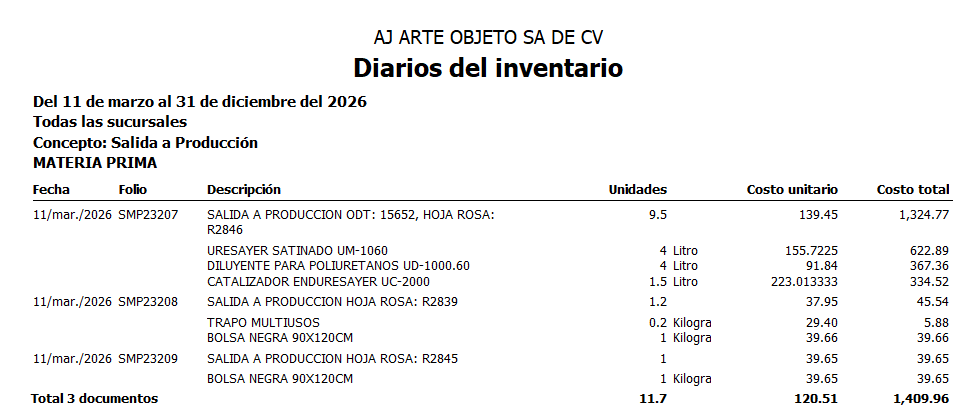 AJ ARTE OBJETO SA DE CV
Diarios del inventario
Del 11 de marzo al 31 de diciembre del 2026
Todas las sucursales
Concepto: Salida a Producción
MATERIA PRIMA
Fecha Folio Descripción Unidades Costo unitario Costo total
11/mar./2026 SMP23207 SALIDA A PRODUCCION ODT: 15652, HOJA ROSA: 9.5 139.45 1,324.77
R2846
URESAYER SATINADO UM-1060 4 Litro 155.7225 622.89
DILUYENTE PARA POLIURETANOS UD-1000.60 4 Litro 91.84 367.36
CATALIZADOR ENDURESAYER UC-2000 1.5 Litro 223.013333 334.52
11/mar./2026 SMP23208 SALIDA A PRODUCCION HOJA ROSA: R2839 1.2 37.95 45.54
TRAPO MULTIUSOS 0.2 Kilogra 29.40 5.88
BOLSA NEGRA 90X120CM 1 Kilogra 39.66 39.66
11/mar./2026 SMP23209 SALIDA A PRODUCCION HOJA ROSA: R2845 1 39.65 39.65
BOLSA NEGRA 90X120CM 1 Kilogra 39.65 39.65
Total 3 documentos 11.7 120.51 1,409.96